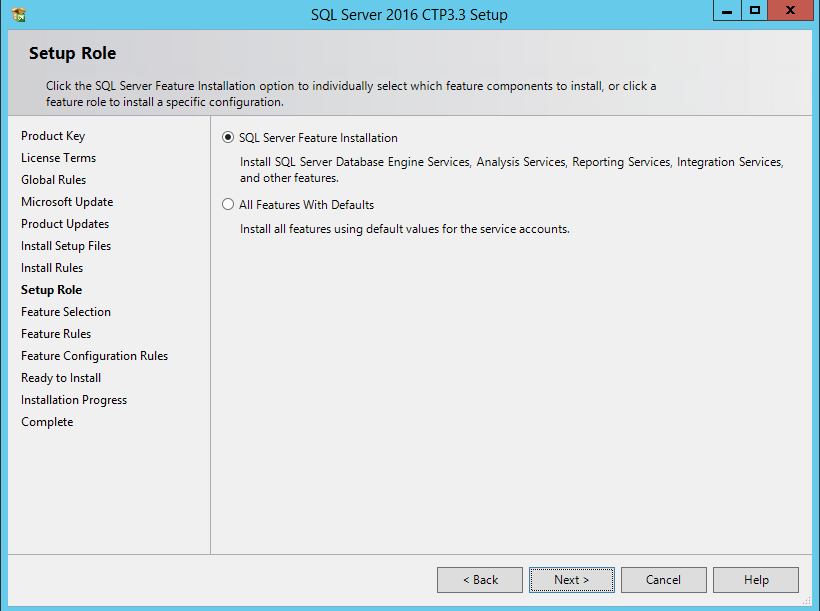 SQL Server 2016 CTP3.3 Setup
Setup Role
Click the SQL Server Feature Installation option to individually select which feature components to install, or click a
feature role to install a specific configuration.
Product Key
License Terms
Global Rules
Microsoft Update
Product Updates
Install Setup Files
Install Rules
Setup Role
Feature Selection
Feature Rules
Feature Configuration Rules
Ready to Install
Installation Progress
Complete
SQL Server Feature Installation
Install SQL Server Database Engine Services, Analysis Services, Reporting Services, Integration Services,
and other features.
All Features With Defaults
Install all features using default values for the service accounts.
< Back
Next >
Cancel
Help